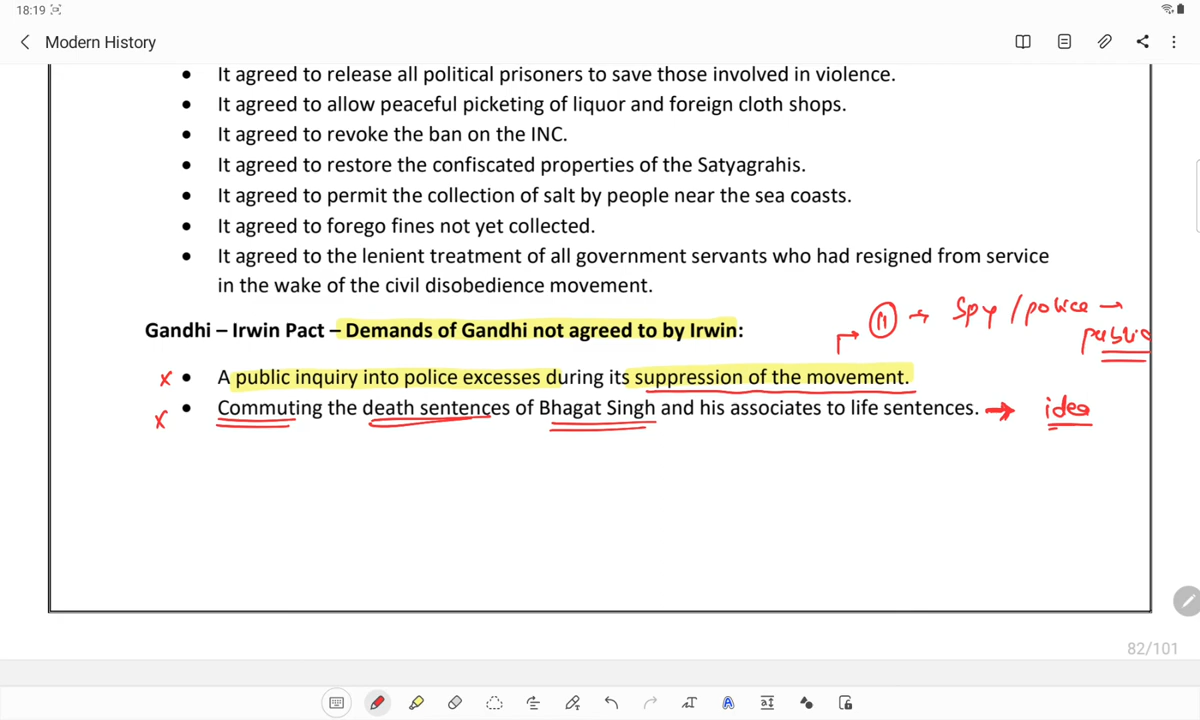 18:19
Modern History
• It agreed to release all political prisoners to save those involved in violence.
• It agreed to allow peaceful picketing of liquor and foreign cloth shops.
• It agreed to revoke the ban on the INC.
• It agreed to restore the confiscated properties of the Satyagrahis.
• It agreed to permit the collection of salt by people near the sea coasts.
• It agreed to forego fines not yet collected.
• It agreed to the lenient treatment of all government servants who had resigned from service
in the wake of the civil disobedience movement.
Spy / police →
public
Gandhi – Irwin Pact – Demands of Gandhi not agreed to by Irwin:
x • A public inquiry into police excesses during its suppression of the movement.
x • Commuting the death sentences of Bhagat Singh and his associates to life sentences. → idea
82/101